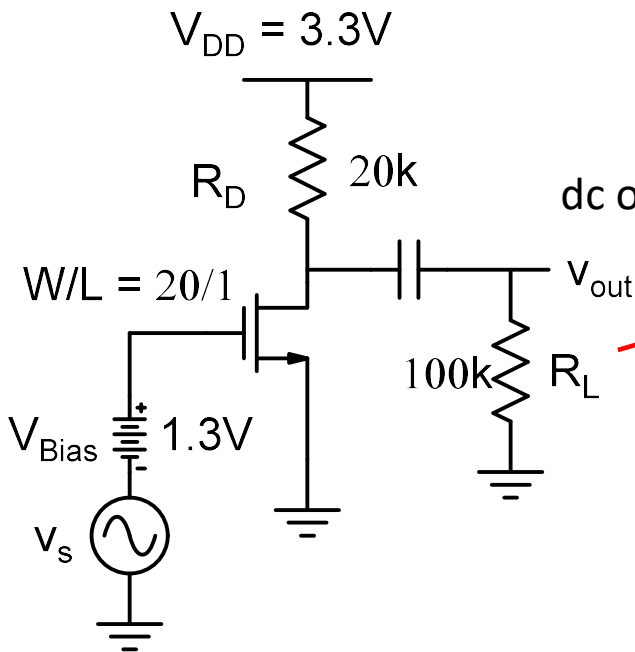 V_DD = 3.3V
R_D 20k
dc o
W/L = 20/1
v_out
100k R_L
V_Bias + 1.3V
-
v_s